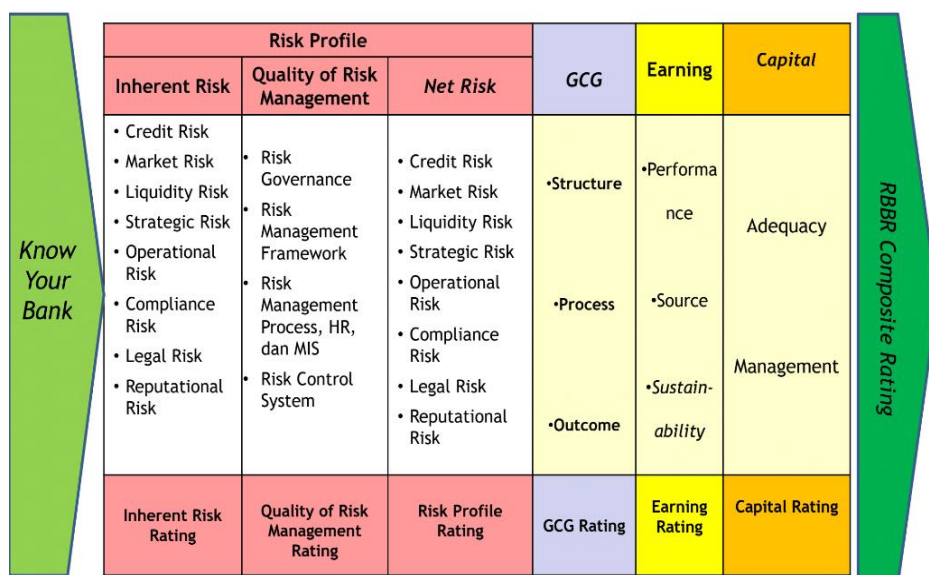 Know
Your
Bank
Risk Profile
Inherent Risk
Quality of Risk
Management
Net Risk
GCG
Earning
Capital
• Credit Risk
• Market Risk
• Liquidity Risk
• Strategic Risk
• Operational
Risk
• Compliance
Risk
• Legal Risk
• Reputational
Risk
• Risk
Governance
• Risk
Management
Framework
• Risk
Management
Process, HR,
dan MIS
• Risk Control
System
• Credit Risk
• Market Risk
• Liquidity Risk
• Strategic Risk
• Operational
Risk
• Compliance
Risk
• Legal Risk
• Reputational
Risk
•Structure
•Process
•Outcome
•Performa
nce
•Source
•Sustain-
ability
Adequacy
Management
Inherent Risk
Rating
Quality of Risk
Management
Rating
Risk Profile
Rating
GCG Rating
Earning
Rating
Capital Rating
RBBR Composite Rating